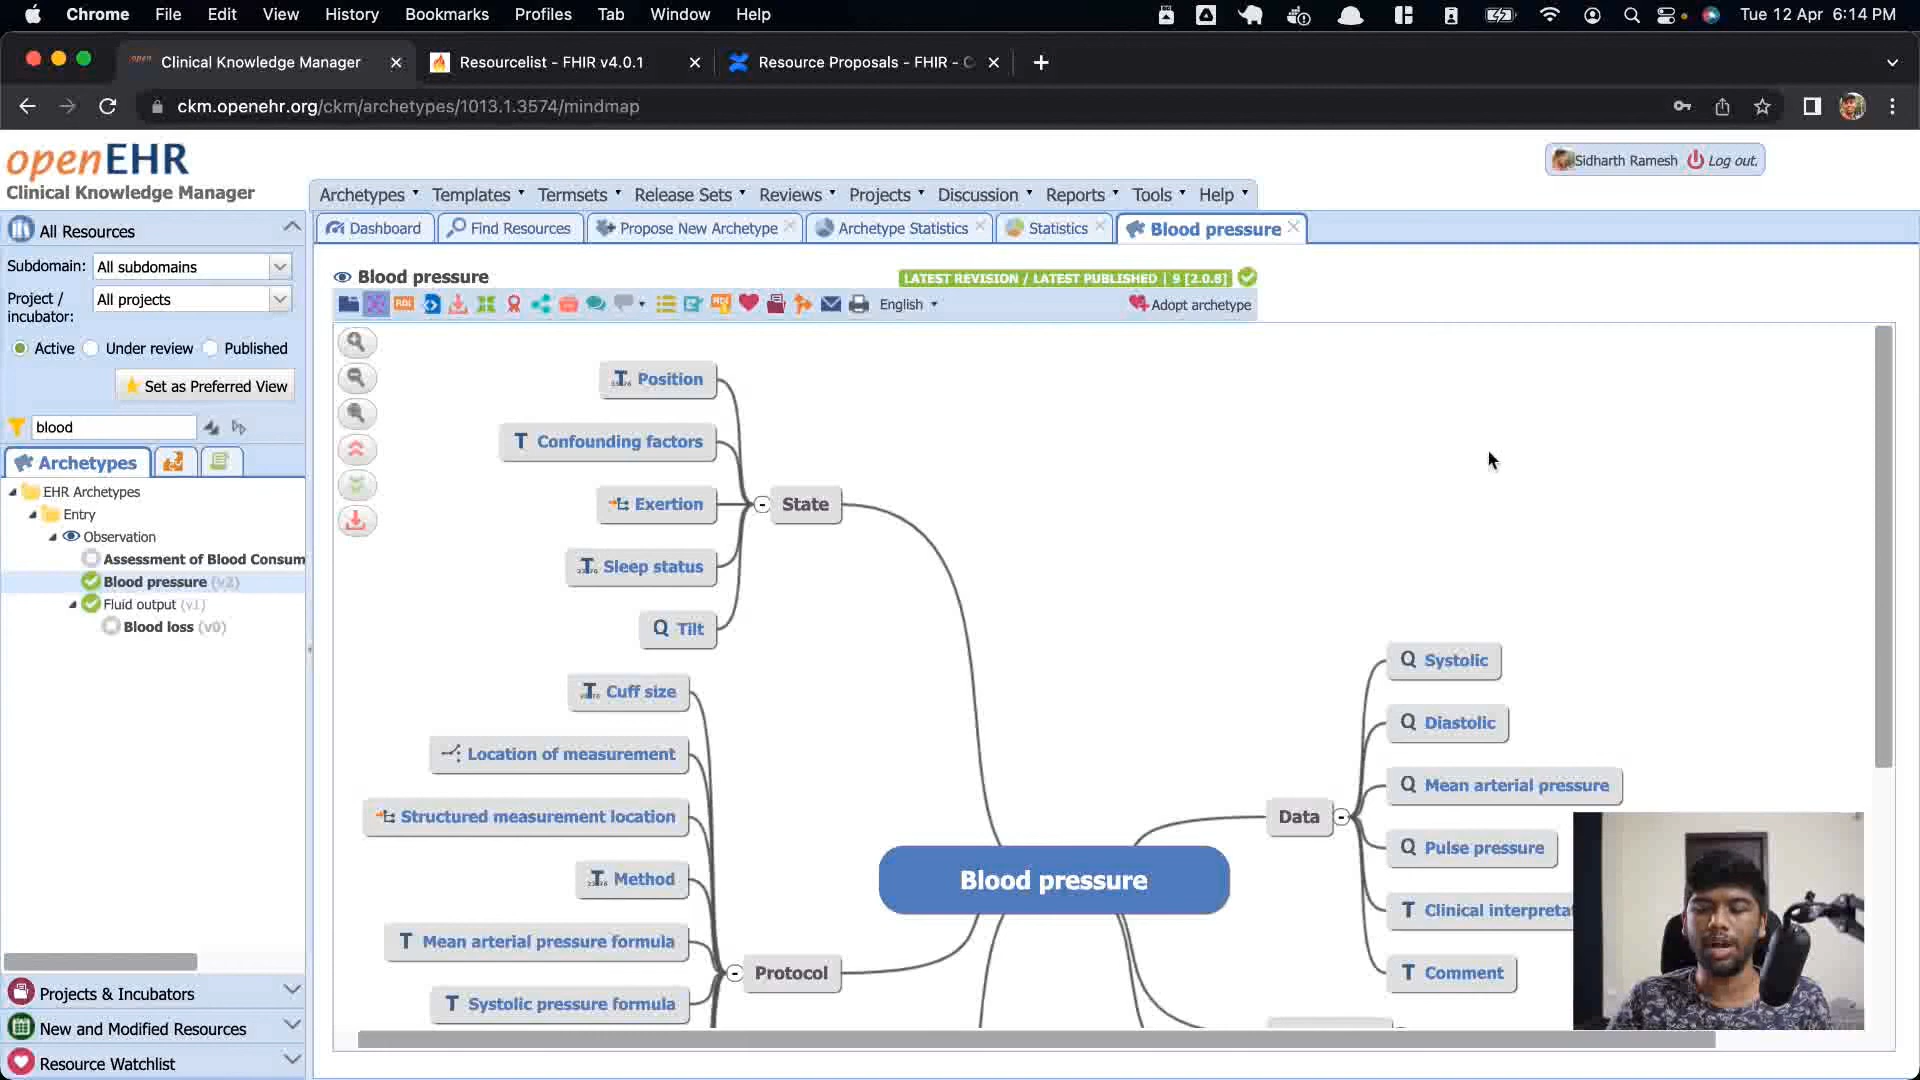 Chrome File Edit View History Bookmarks Profiles Tab Window Help Tue 12 Apr 6:14 PM
open Clinical Knowledge Manager Resourcelist - FHIR v4.0.1 Resource Proposals - FHIR - C
ckm.openehr.org/ckm/archetypes/1013.1.3574/mindmap
openEHR
Clinical Knowledge Manager
Sidharth Ramesh Log out.
Archetypes Templates Termsets Release Sets Reviews Projects Discussion Reports Tools Help
Dashboard Find Resources Propose New Archetype Archetype Statistics Statistics Blood pressure
All Resources
Subdomain: All subdomains
Project / incubator: All projects
Active Under review Published
Set as Preferred View
blood
Archetypes
EHR Archetypes
Entry
Observation
Assessment of Blood Consum
Blood pressure (v2)
Fluid output (v1)
Blood loss (v0)
Projects & Incubators
New and Modified Resources
Resource Watchlist
Blood pressure
LATEST REVISION / LATEST PUBLISHED | 9 [2.0.8]
English
Adopt archetype
T Position
T Confounding factors
Exertion
T Sleep status
Q Tilt
State
T Cuff size
Location of measurement
Structured measurement location
T Method
T Mean arterial pressure formula
T Systolic pressure formula
Protocol
Blood pressure
Data
Q Systolic
Q Diastolic
Q Mean arterial pressure
Q Pulse pressure
T Clinical interpreta
T Comment